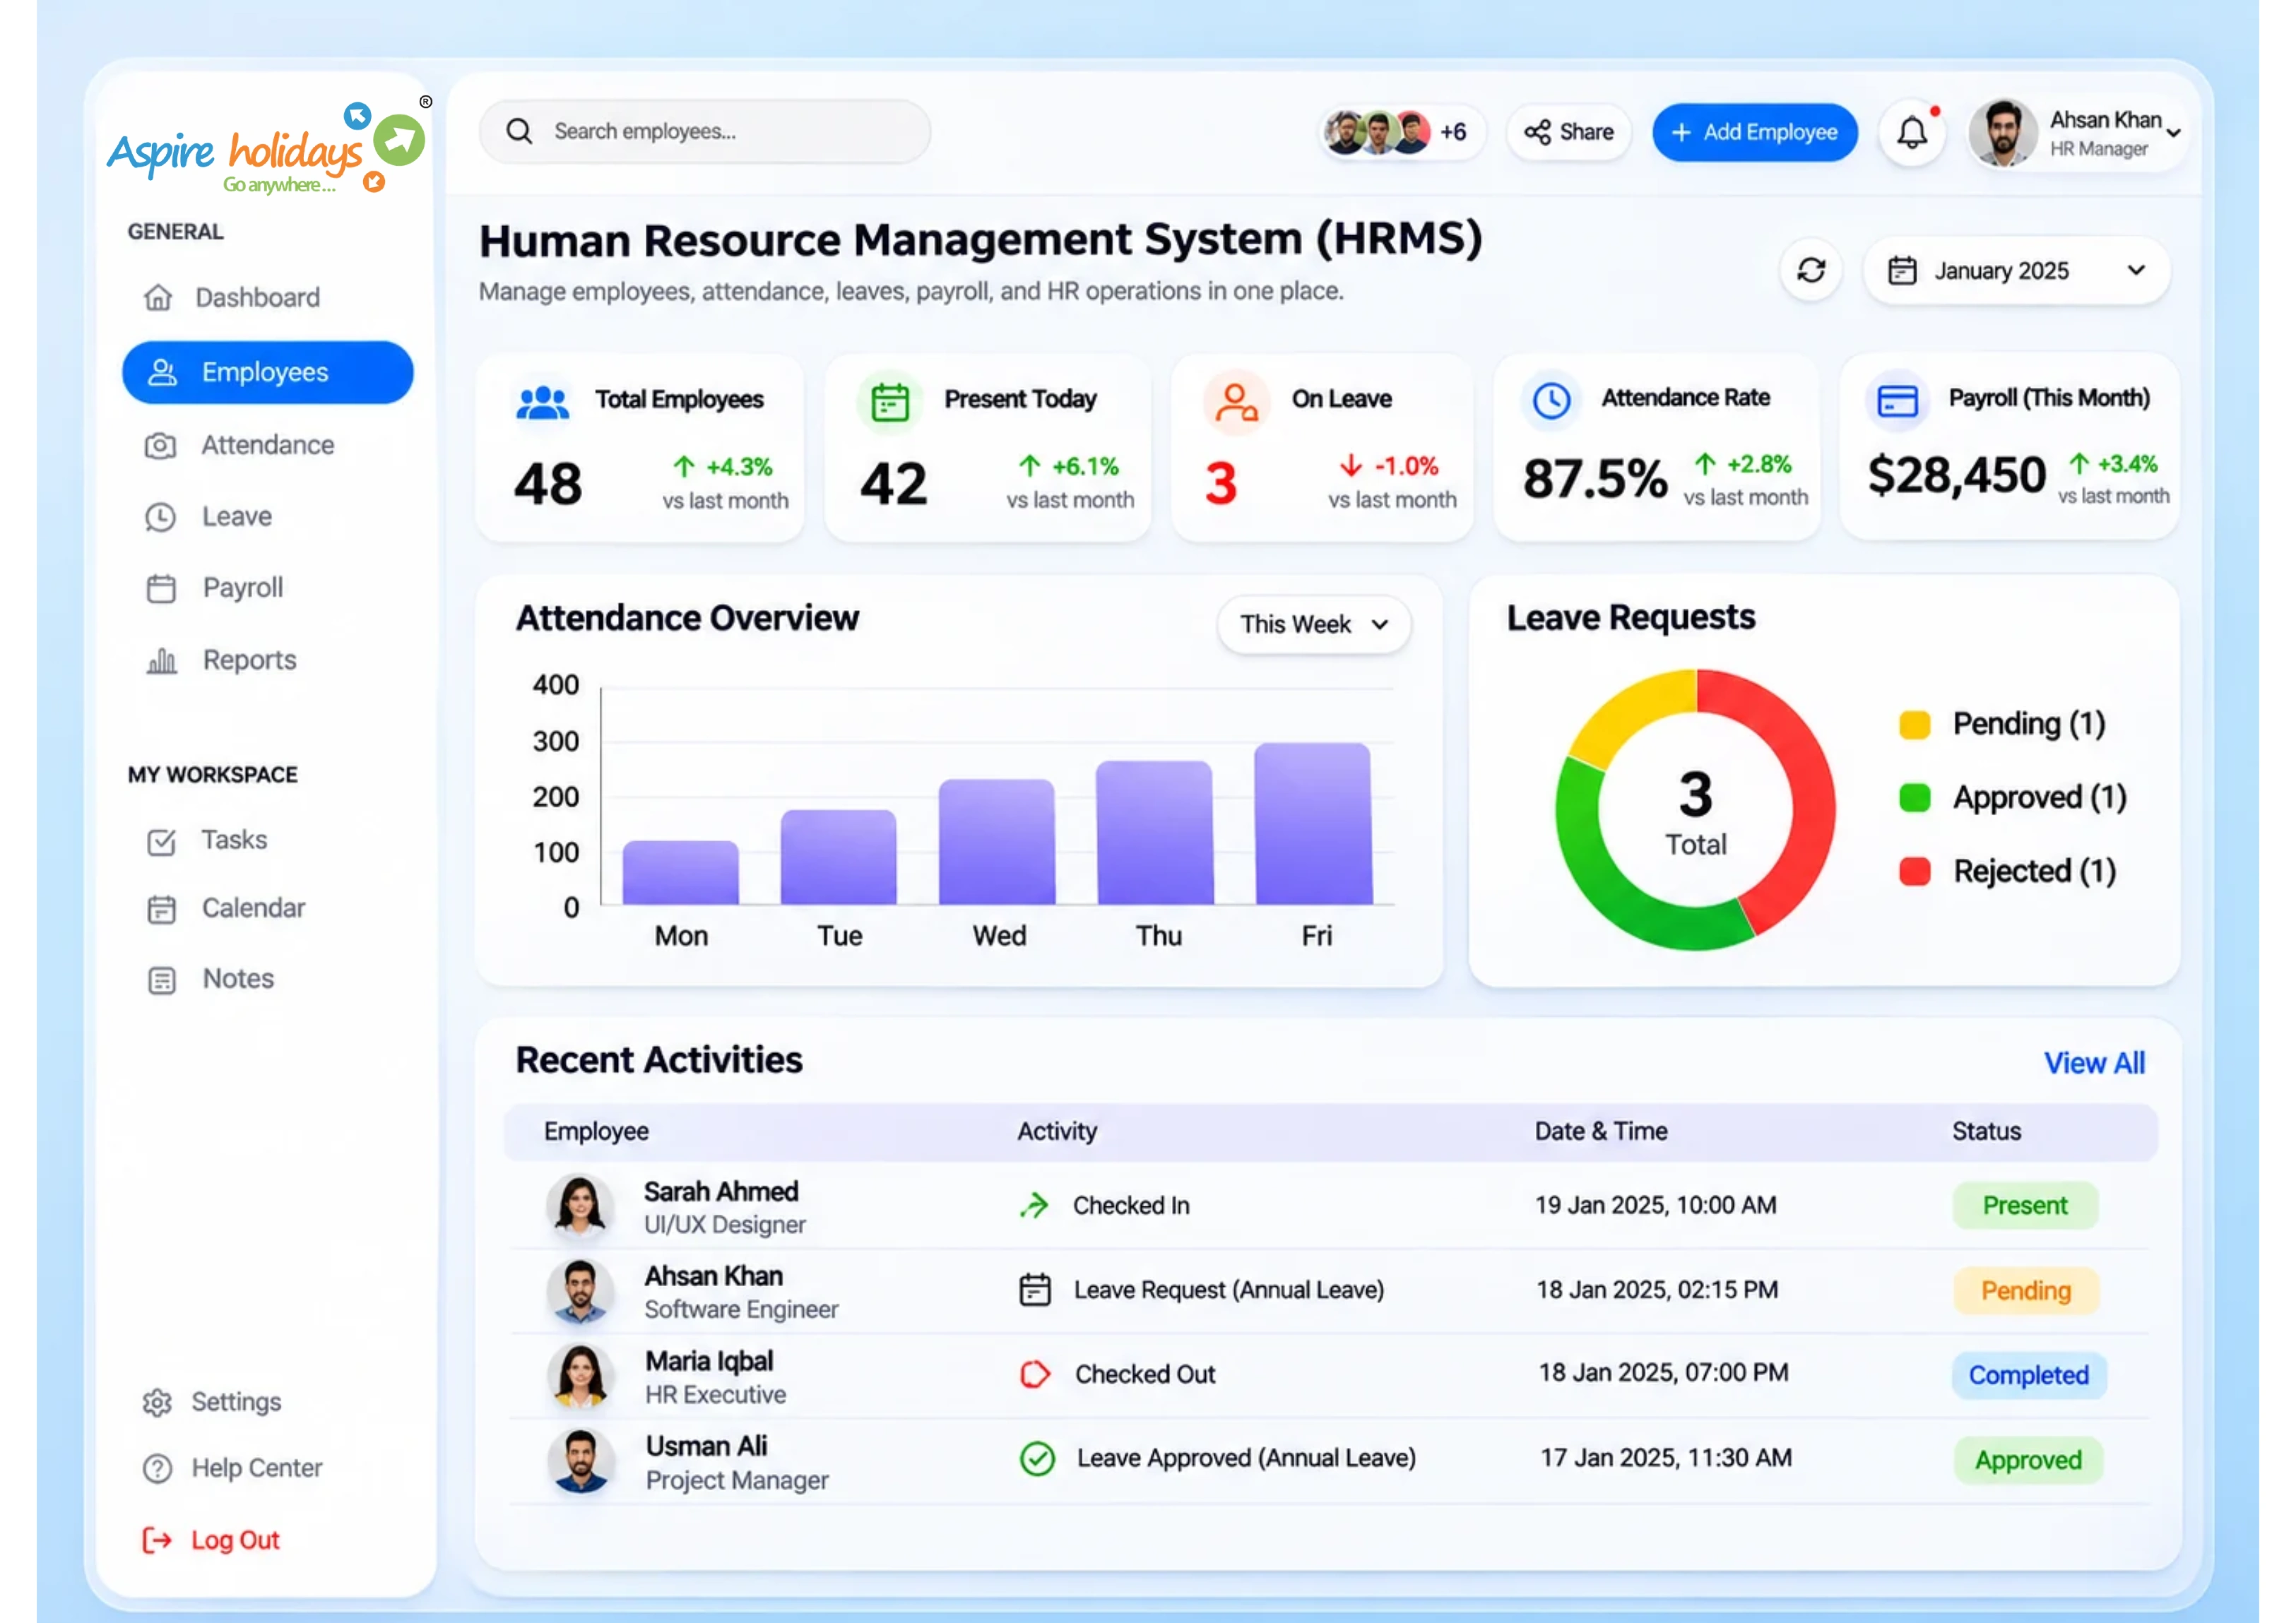 Aspire holidays ®
Go anywhere...
GENERAL
Dashboard
Employees
Attendance
Leave
Payroll
Reports
MY WORKSPACE
Tasks
Calendar
Notes
Settings
Help Center
Log Out
Search employees...
+6
Share
+ Add Employee
Ahsan Khan
HR Manager
Human Resource Management System (HRMS)
Manage employees, attendance, leaves, payroll, and HR operations in one place.
January 2025
Total Employees
48
+4.3%
vs last month
Present Today
42
+6.1%
vs last month
On Leave
3
-1.0%
vs last month
Attendance Rate
87.5%
+2.8%
vs last month
Payroll (This Month)
$28,450
+3.4%
vs last month
Attendance Overview
This Week
400
300
200
100
0
Mon Tue Wed Thu Fri
Leave Requests
3
Total
Pending (1)
Approved (1)
Rejected (1)
Recent Activities
View All
Employee Activity Date & Time Status
Sarah Ahmed
UI/UX Designer
Checked In
19 Jan 2025, 10:00 AM
Present
Ahsan Khan
Software Engineer
Leave Request (Annual Leave)
18 Jan 2025, 02:15 PM
Pending
Maria Iqbal
HR Executive
Checked Out
18 Jan 2025, 07:00 PM
Completed
Usman Ali
Project Manager
Leave Approved (Annual Leave)
17 Jan 2025, 11:30 AM
Approved